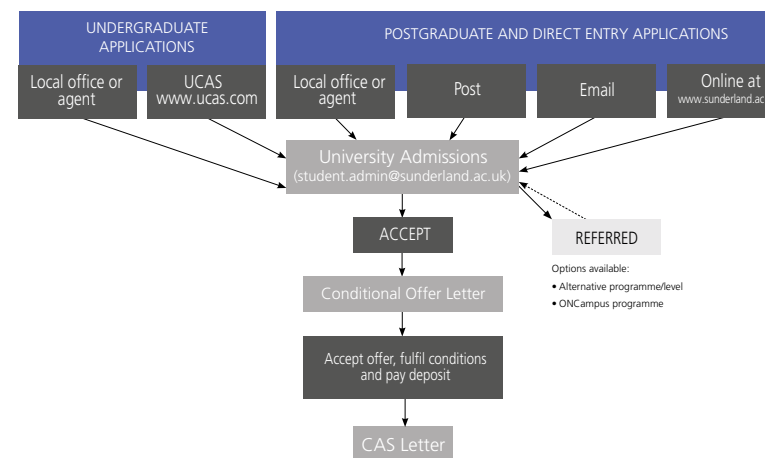 UNDERGRADUATE
APPLICATIONS
POSTGRADUATE AND DIRECT ENTRY APPLICATIONS
Local office or
agent
UCAS
www.ucas.com
Local office or
agent
Post
Email
Online at
www.sunderland.ac
University Admissions
(student.admin@sunderland.ac.uk)
ACCEPT
REFERRED
Options available:
• Alternative programme/level
• ONCampus programme
Conditional Offer Letter
Accept offer, fulfil conditions
and pay deposit
CAS Letter